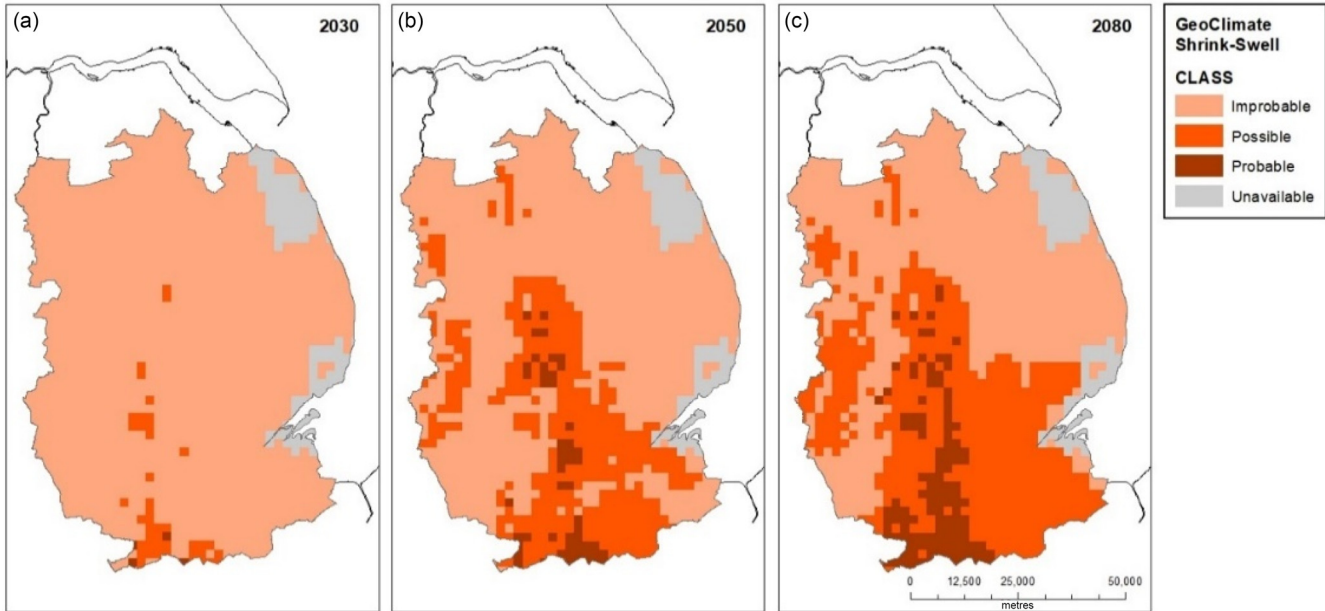 (a)
2030
(b)
2050
(c)
2080
GeoClimate
Shrink-Swell
CLASS
Improbable
Possible
Probable
Unavailable
0 12,500 25,000 50,000
metres